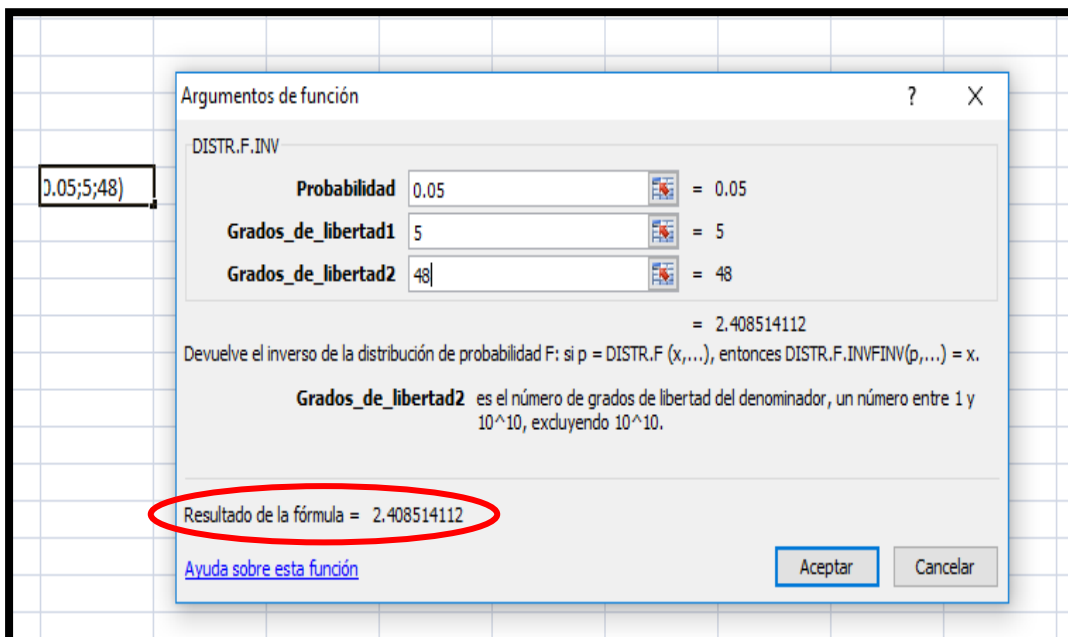 Argumentos de función ? X
DISTR.F.INV
0.05;5;48)
Probabilidad 0.05 = 0.05
Grados_de_libertad1 5 = 5
Grados_de_libertad2 48 = 48
= 2.408514112
Devuelve el inverso de la distribución de probabilidad F: si p = DISTR.F (x,...), entonces DISTR.F.INVFINV(p,...) = x.
Grados_de_libertad2 es el número de grados de libertad del denominador, un número entre 1 y
10^10, excluyendo 10^10.
Resultado de la fórmula = 2.408514112
Ayuda sobre esta función
Aceptar Cancelar